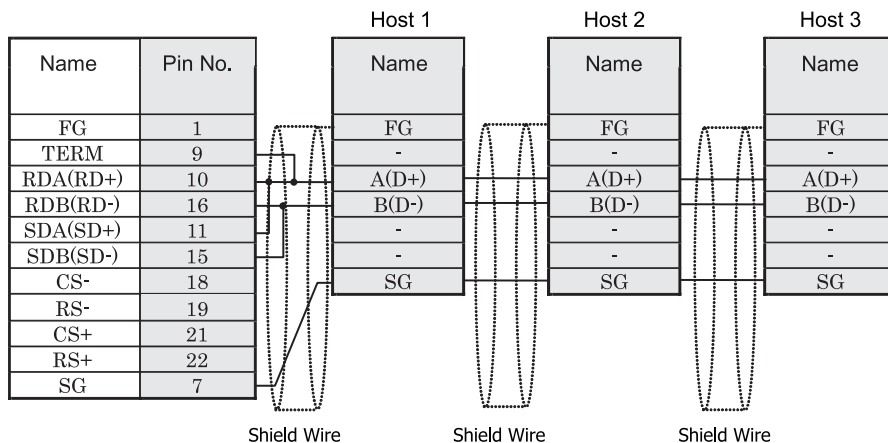 Host 1 Host 2 Host 3
Name Pin No. Name Name Name
FG 1 FG FG FG
TERM 9 - - -
RDA(RD+) 10 A(D+) A(D+) A(D+)
RDB(RD-) 16 B(D-) B(D-) B(D-)
SDA(SD+) 11 - - -
SDB(SD-) 15 - - -
CS- 18 SG SG SG
RS- 19
CS+ 21
RS+ 22
SG 7
Shield Wire Shield Wire Shield Wire